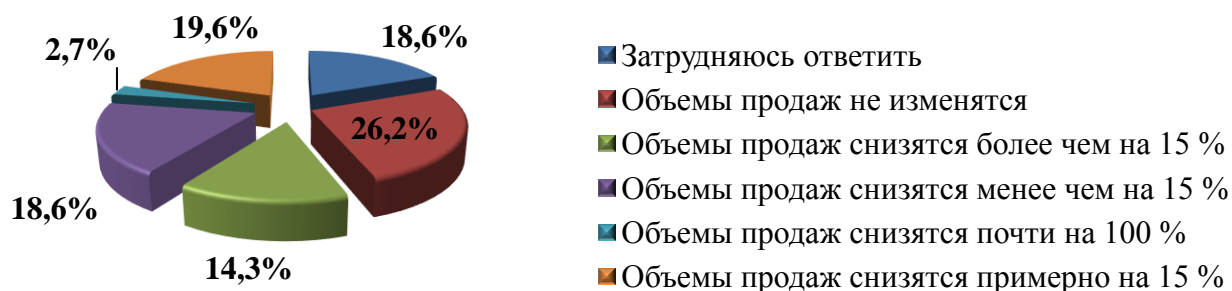 19,6%
18,6%
2,7%
26,2%
18,6%
14,3%
Затрудняюсь ответить
Объемы продаж не изменятся
Объемы продаж снизятся более чем на 15 %
Объемы продаж снизятся менее чем на 15 %
Объемы продаж снизятся почти на 100 %
Объемы продаж снизятся примерно на 15 %